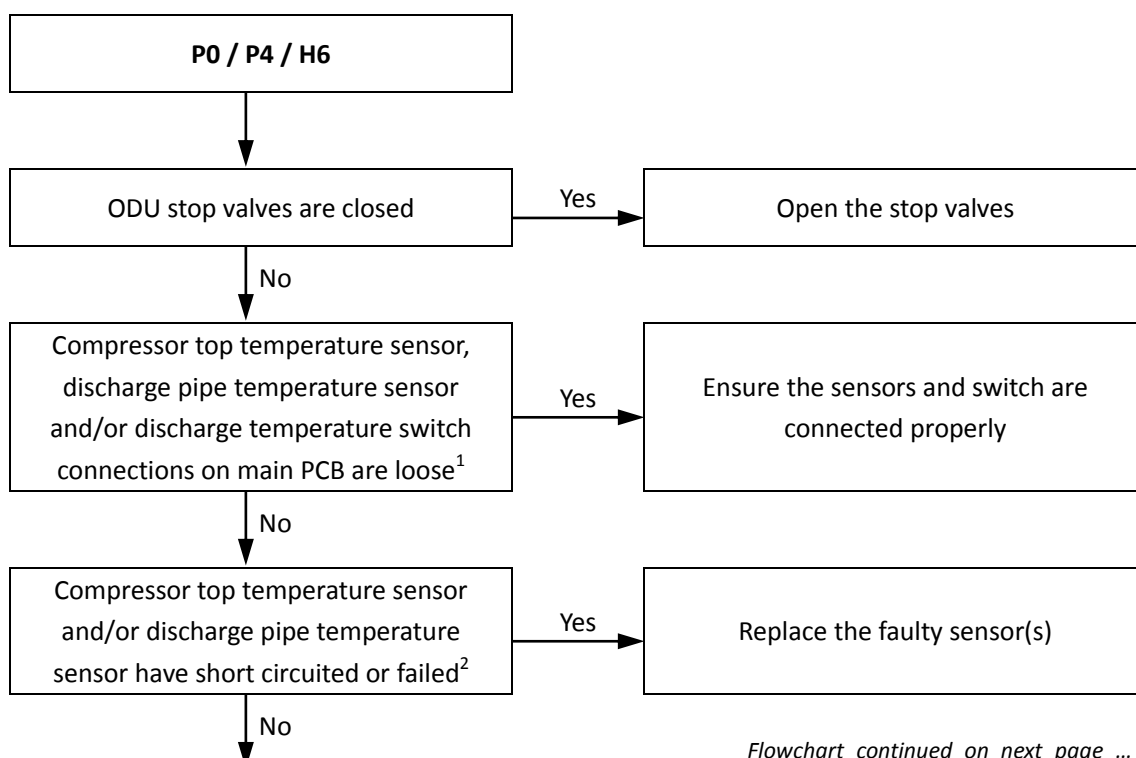 P0 / P4 / H6
ODU stop valves are closed
Yes
Open the stop valves
No
Compressor top temperature sensor,
discharge pipe temperature sensor
and/or discharge temperature switch
connections on main PCB are loose¹
Yes
Ensure the sensors and switch are
connected properly
No
Compressor top temperature sensor
and/or discharge pipe temperature
sensor have short circuited or failed²
Yes
Replace the faulty sensor(s)
No
Flowchart continued on next page ...